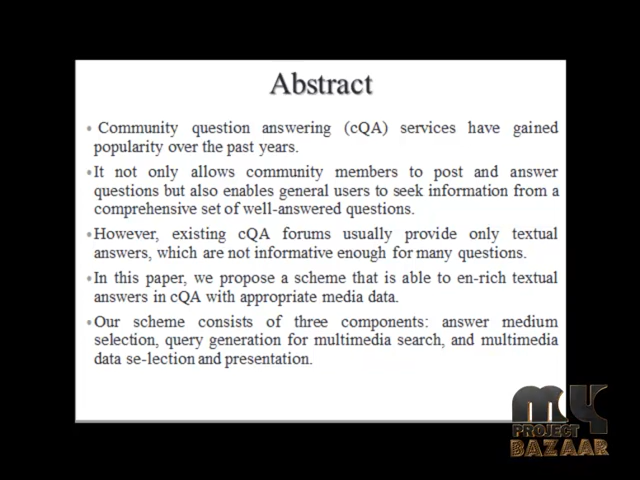 Abstract
• Community question answering (cQA) services have gained
popularity over the past years.
•It not only allows community members to post and answer
questions but also enables general users to seek information from a
comprehensive set of well-answered questions.
•However, existing cQA forums usually provide only textual
answers, which are not informative enough for many questions.
•In this paper, we propose a scheme that is able to en-rich textual
answers in cQA with appropriate media data.
•Our scheme consists of three components: answer medium
selection, query generation for multimedia search, and multimedia
data se-lection and presentation.
my
PROJECT
BAZAAR